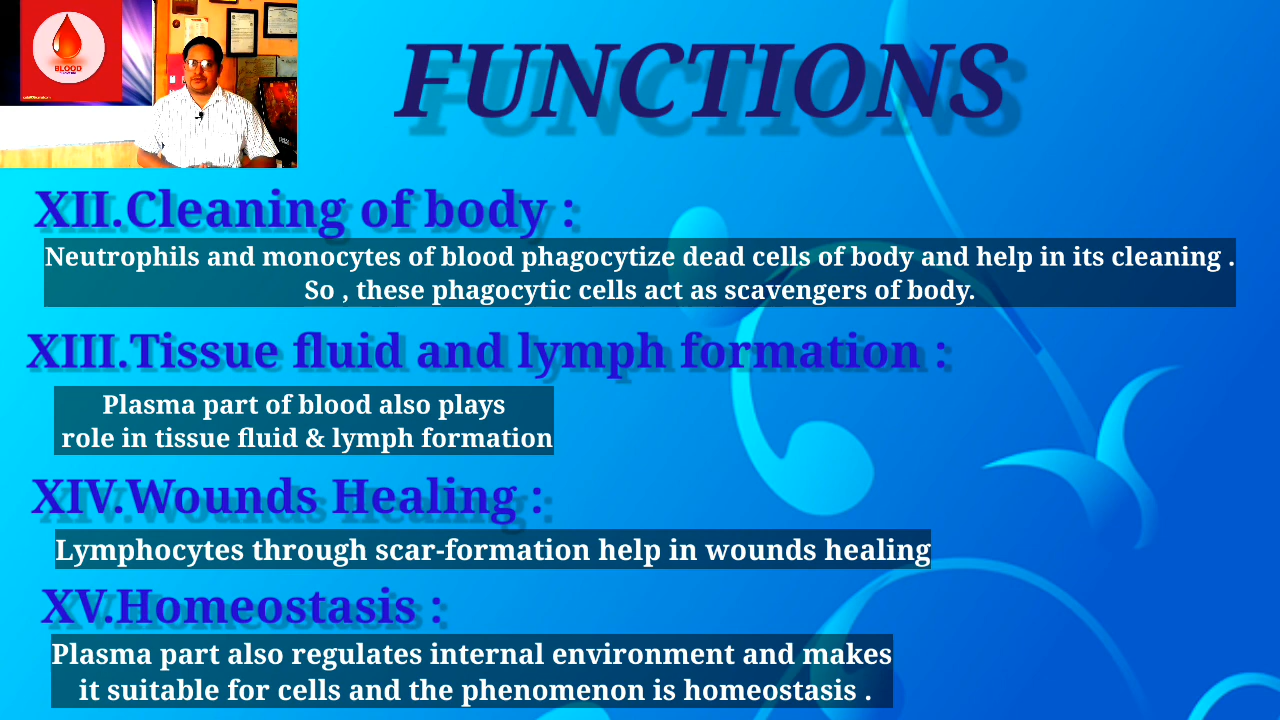 BLOOD
FUNCTIONS
XII.Cleaning of body :
Neutrophils and monocytes of blood phagocytize dead cells of body and help in its cleaning .
So , these phagocytic cells act as scavengers of body.
XIII.Tissue fluid and lymph formation :
Plasma part of blood also plays
role in tissue fluid & lymph formation
XIV.Wounds Healing :
Lymphocytes through scar-formation help in wounds healing
XV.Homeostasis :
Plasma part also regulates internal environment and makes
it suitable for cells and the phenomenon is homeostasis .